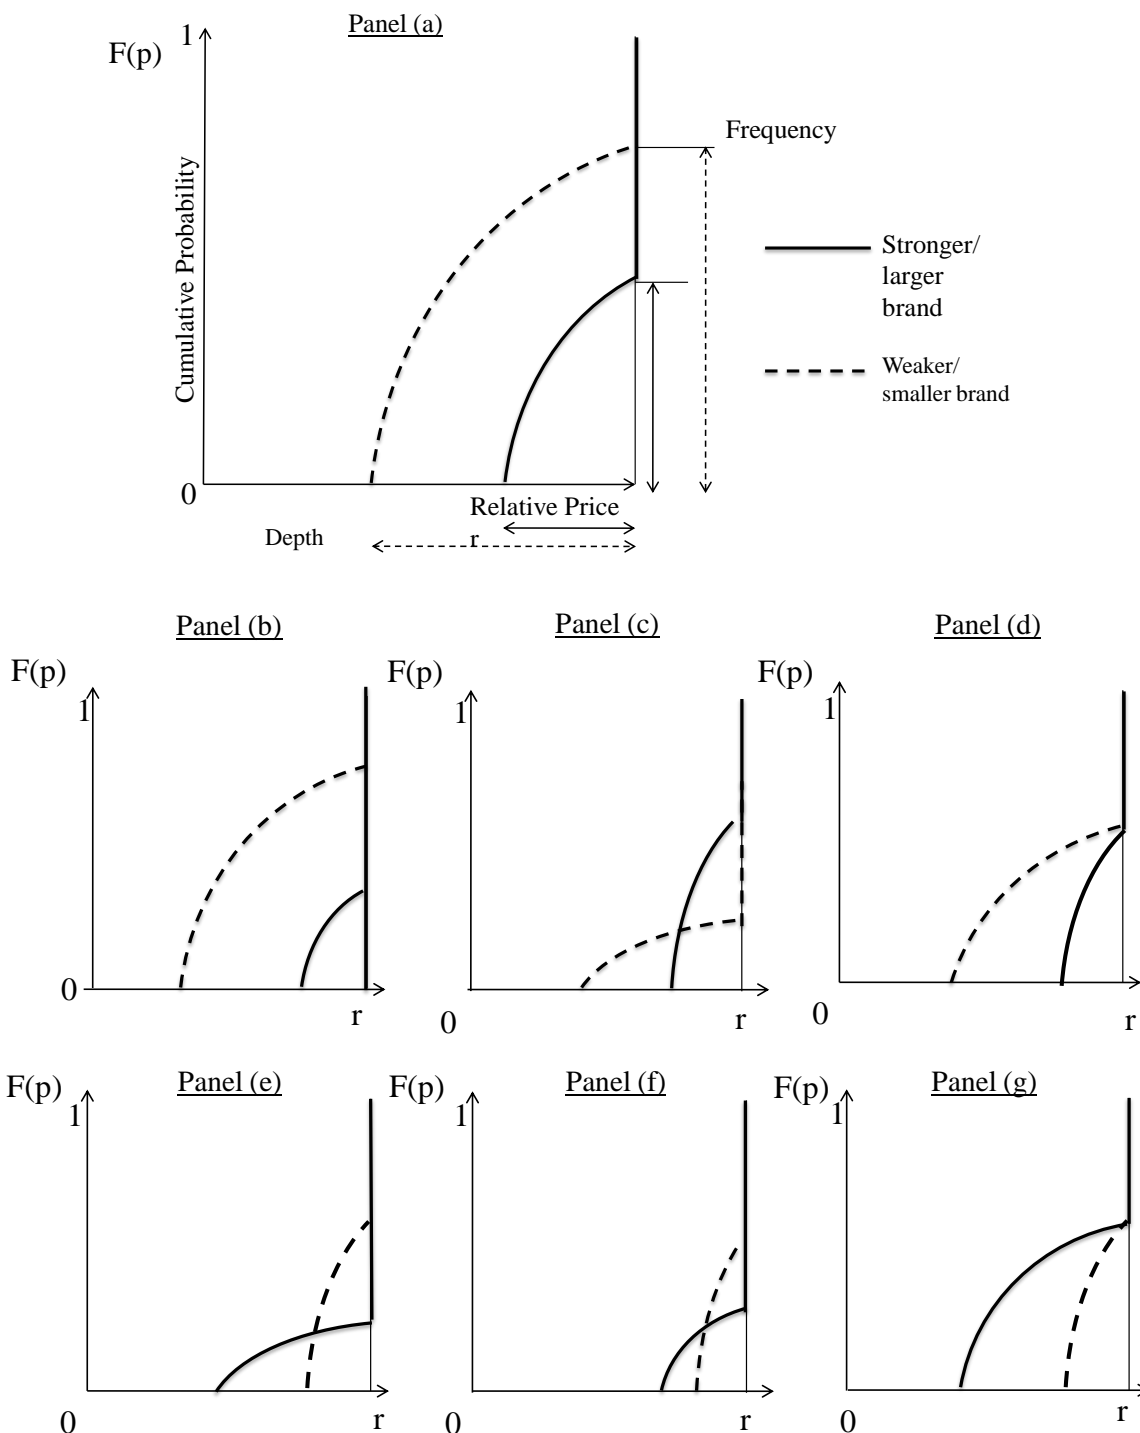 Panel (a)
1
F(p)
Cumulative Probability
Frequency
Stronger/
larger
brand
Weaker/
smaller brand
0
Relative Price
Depth
r
Panel (b)
Panel (c)
Panel (d)
F(p)
F(p)
F(p)
1
1
1
0
r
0
r
0
r
Panel (e)
Panel (f)
Panel (g)
F(p)
F(p)
F(p)
1
1
1
0
r
0
r
0
r